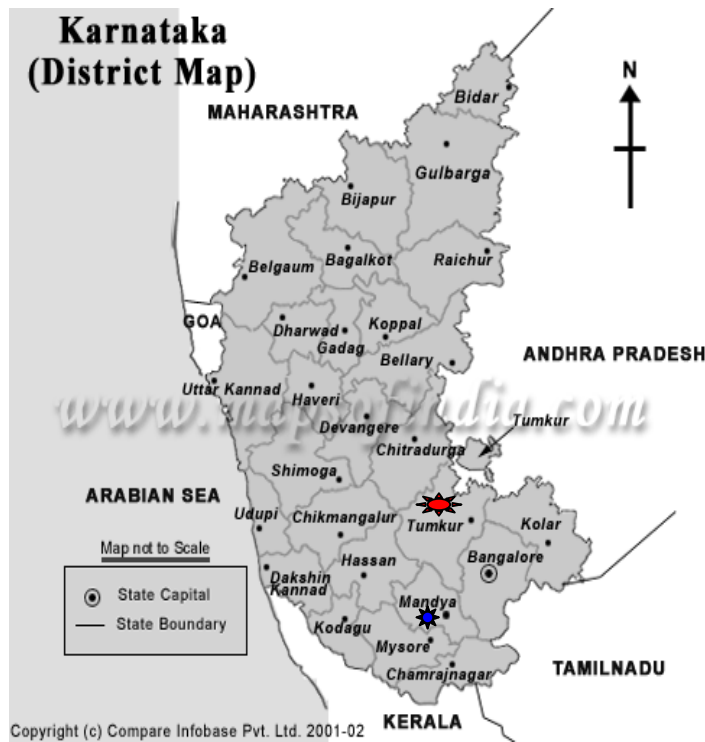 Karnataka
(District Map)
MAHARASHTRA
N
Bidar
Gulbarga
Bijapur
Bagalkot
Raichur
Belgaum
GOA
Dharwad
Gadag
Koppal
Bellary
ANDHRA PRADESH
Uttar Kannad
Haveri
www.mapsofindia.com
Devangere
Tumkur
Chitradurga
Shimoga
ARABIAN SEA
Udupi
Chikmangalur
Tumkur
Kolar
Map not to Scale
Hassan
Bangalore
Dakshin
Kannad
State Capital
State Boundary
Mandya
Kodagu
Mysore
Chamrajnagar
TAMILNADU
KERALA
Copyright (c) Compare Infobase Pvt. Ltd. 2001-02